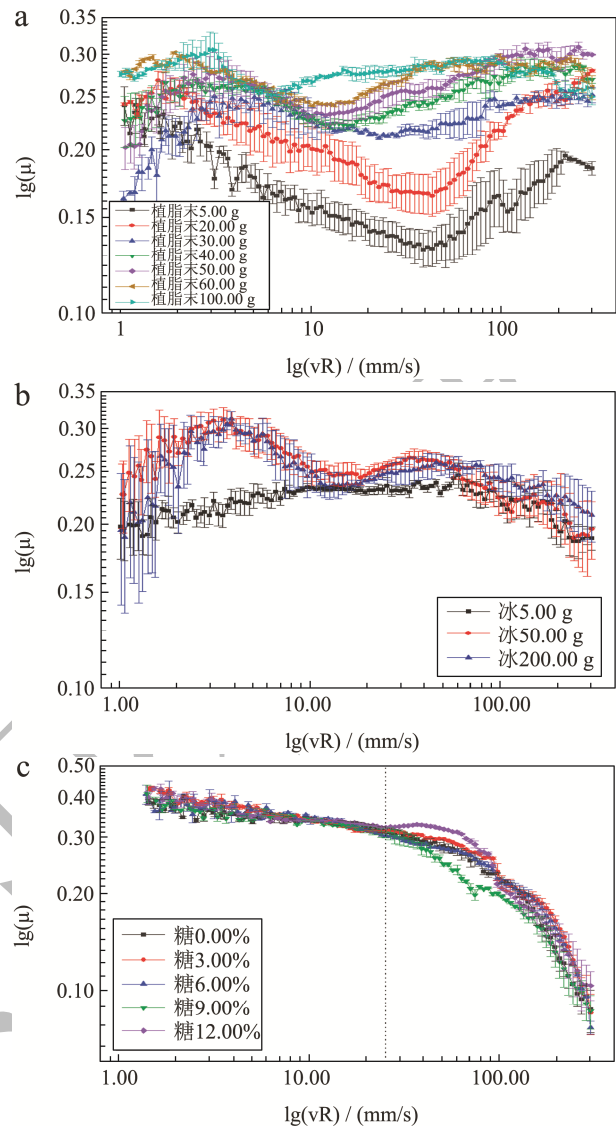 a
0.35
0.30
0.25
0.20
0.15
0.10
lg(μ)
植脂末5.00 g
植脂末20.00 g
植脂末30.00 g
植脂末40.00 g
植脂末50.00 g
植脂末60.00 g
植脂末100.00 g
1 10 100
lg(vR) / (mm/s)
b
0.35
0.30
0.25
0.20
0.15
0.10
lg(μ)
冰5.00 g
冰50.00 g
冰200.00 g
1.00 10.00 100.00
lg(vR) / (mm/s)
c
0.50
0.40
0.30
0.20
0.10
lg(μ)
糖0.00%
糖3.00%
糖6.00%
糖9.00%
糖12.00%
1.00 10.00 100.00
lg(vR) / (mm/s)